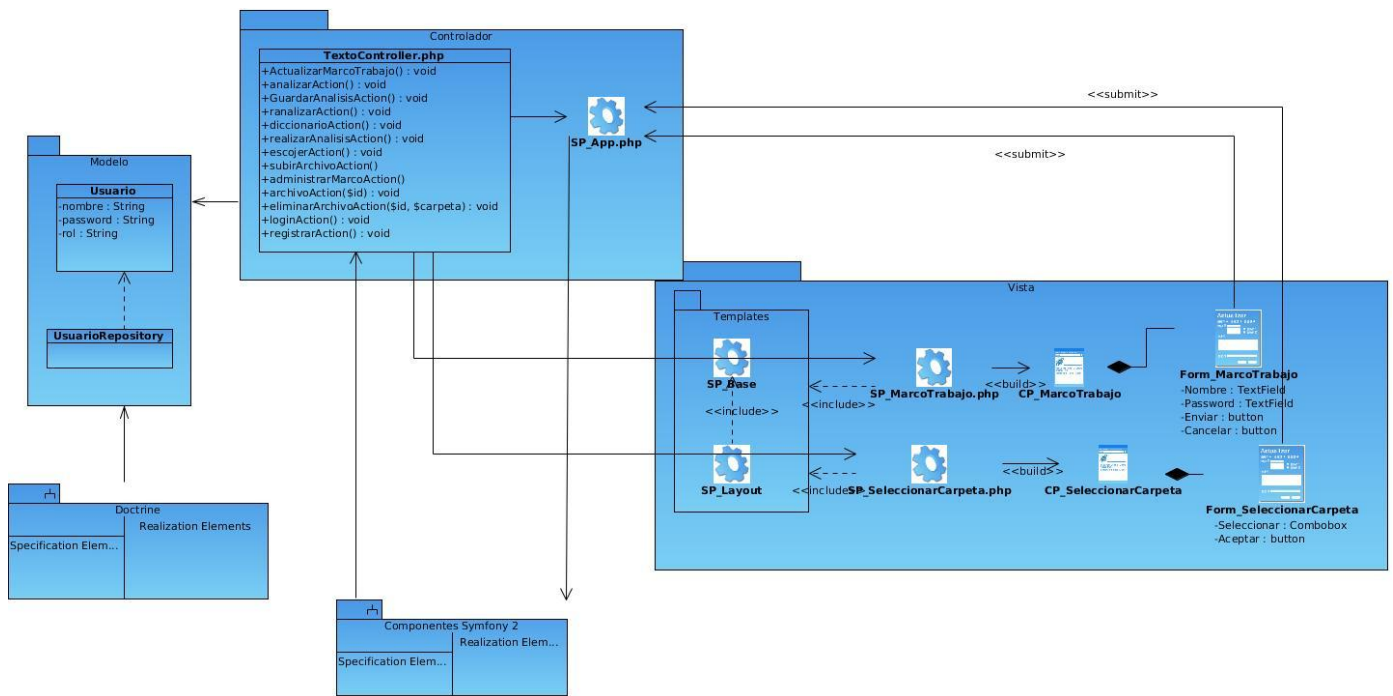 Controlador
TextoController.php
+ActualizarMarcoTrabajo() : void
+analizarAction() : void
+GuardarAnalisisAction() : void
+ranalizarAction() : void
+diccionarioAction() : void
+realizarAnalisisAction() : void
+escojerAction() : void
+subirArchivoAction()
+administrarMarcoAction()
+archivoAction($id) : void
+eliminarArchivoAction($id, $carpeta) : void
+loginAction() : void
+registrarAction() : void
SP_App.php
<<submit>>
<<submit>>
Modelo
Usuario
-nombre : String
-password : String
-rol : String
UsuarioRepository
Vista
Templates
SP_Base
<<include>>
SP_Layout
<<include>>
SP_MarcoTrabajo.php
<<build>>
CP_MarcoTrabajo
Form_MarcoTrabajo
-Nombre : TextField
-Password : TextField
-Enviar : button
-Cancelar : button
<<include>>
SP_SeleccionarCarpeta.php
<<build>>
CP_SeleccionarCarpeta
Form_SeleccionarCarpeta
-Seleccionar : Combobox
-Aceptar : button
Doctrine
Specification Elem...
Realization Elements
Componentes Symfony 2
Specification Elem...
Realization Elem...